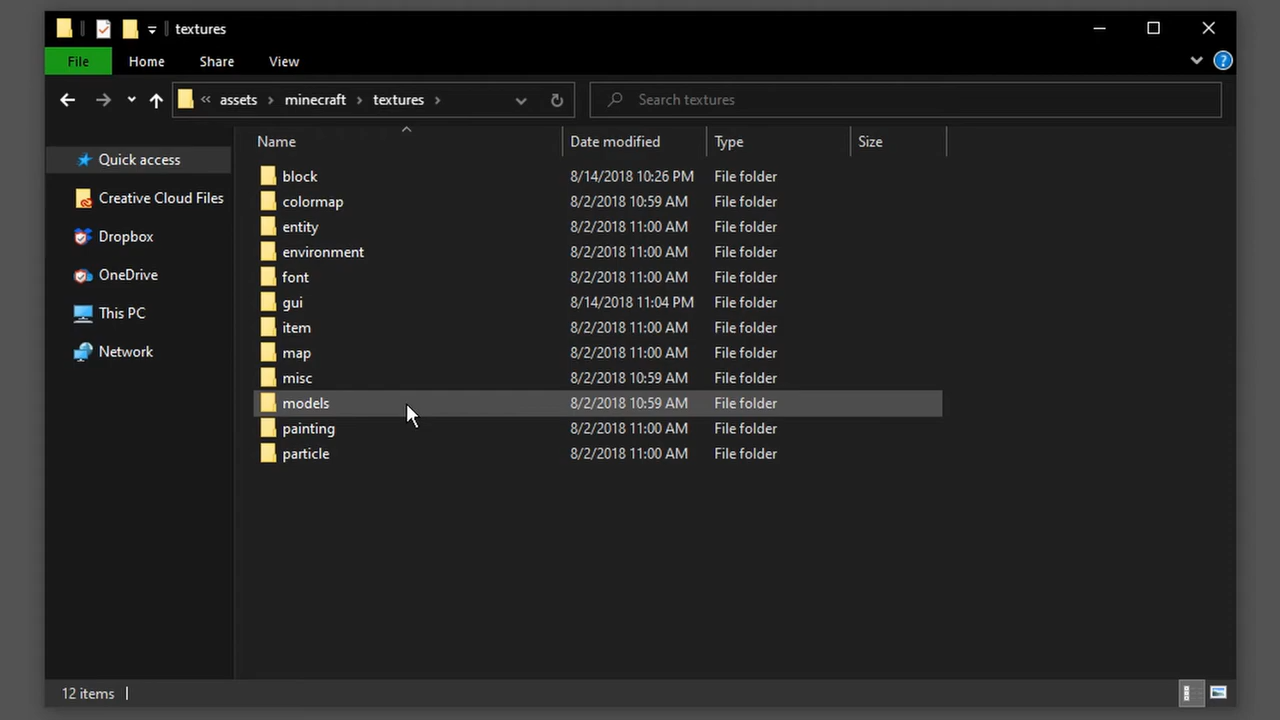 textures
File Home Share View
« assets > minecraft > textures > Search textures
Name Date modified Type Size
Quick access
Creative Cloud Files
Dropbox
OneDrive
This PC
Network
block 8/14/2018 10:26 PM File folder
colormap 8/2/2018 10:59 AM File folder
entity 8/2/2018 11:00 AM File folder
environment 8/2/2018 11:00 AM File folder
font 8/2/2018 11:00 AM File folder
gui 8/14/2018 11:04 PM File folder
item 8/2/2018 11:00 AM File folder
map 8/2/2018 11:00 AM File folder
misc 8/2/2018 10:59 AM File folder
models 8/2/2018 10:59 AM File folder
painting 8/2/2018 11:00 AM File folder
particle 8/2/2018 11:00 AM File folder
12 items